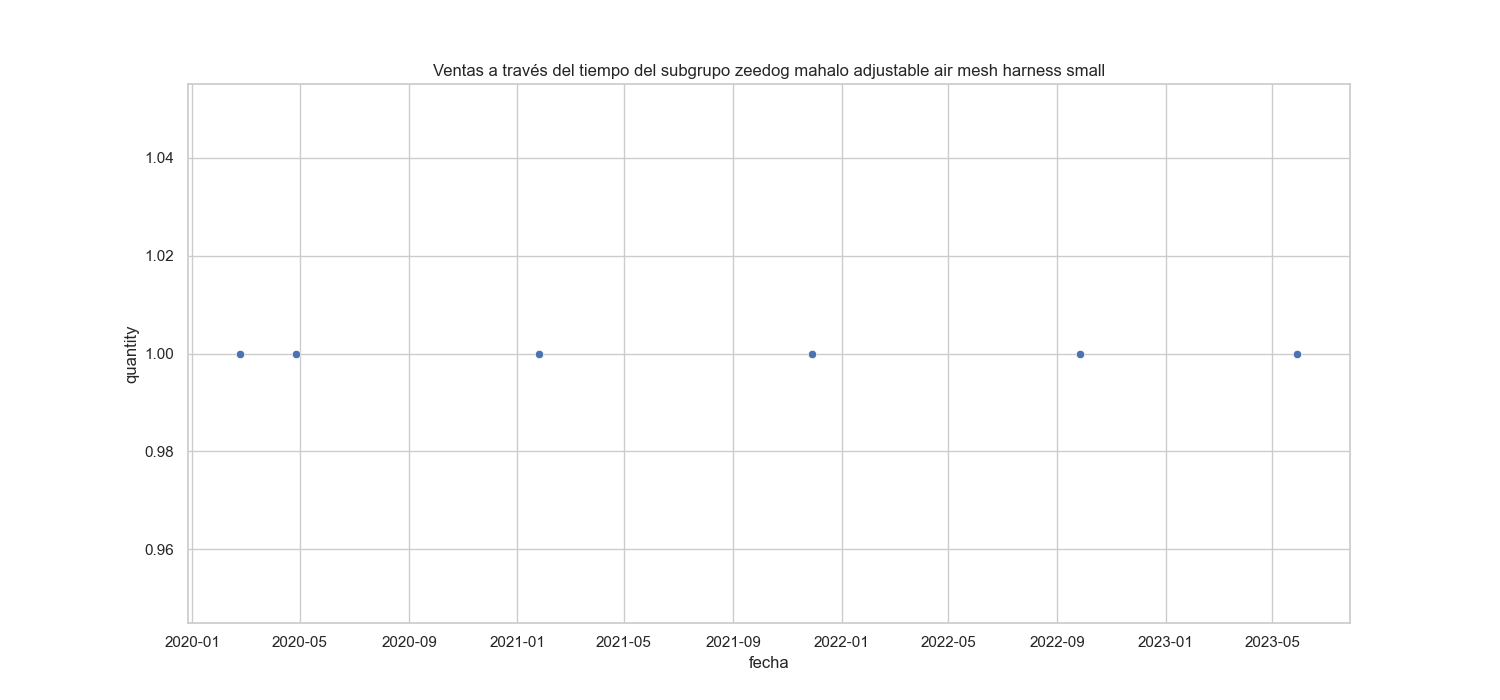 Ventas a través del tiempo del subgrupo zeedog mahalo adjustable air mesh harness small
1.04
1.02
1.00
0.98
0.96
quantity
2020-01 2020-05 2020-09 2021-01 2021-05 2021-09 2022-01 2022-05 2022-09 2023-01 2023-05
fecha